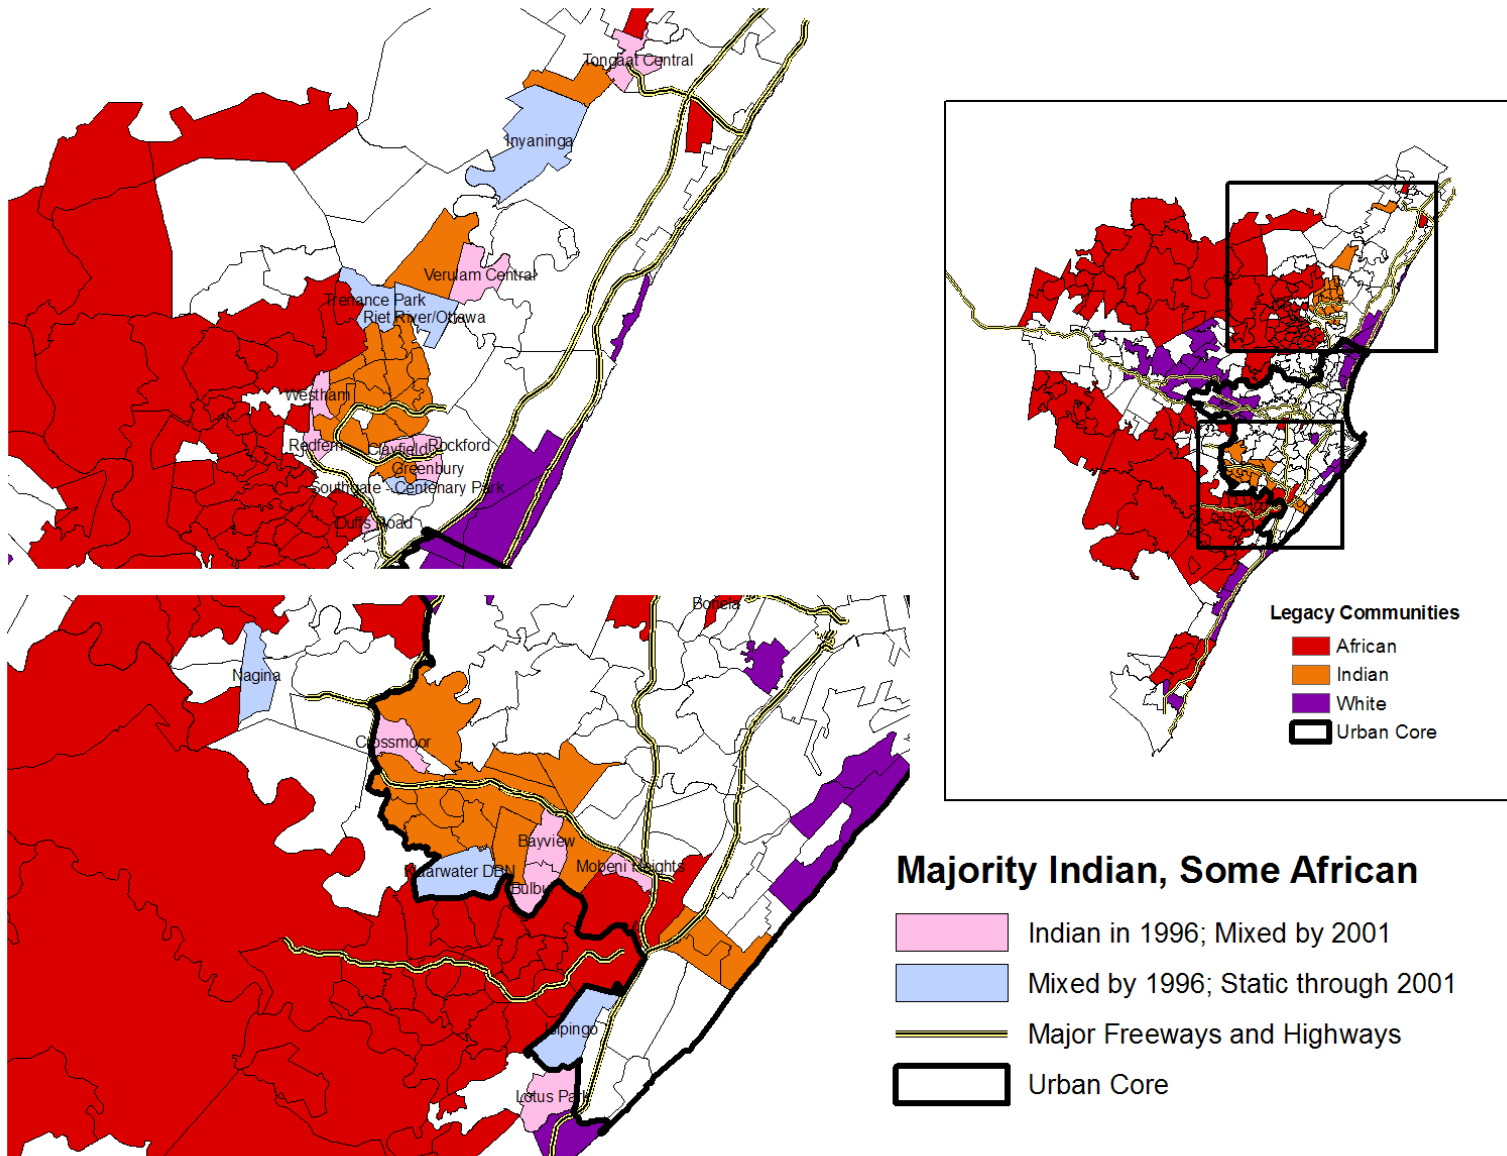 Tongaat Central
Inyaninga
Verulam Central
Trenance Park
Riet River/Ottawa
Westham
Redfern
Clayfield
Rockford
Greenbury
Southgate - Centenary Park
Duffs Road
Bonela
Nagina
Crossmoor
Bayview
Mobeni Heights
Klaarwater DBN
Bulbul
Isipingo
Lotus Park
Legacy Communities
African
Indian
White
Urban Core
Majority Indian, Some African
Indian in 1996; Mixed by 2001
Mixed by 1996; Static through 2001
Major Freeways and Highways
Urban Core